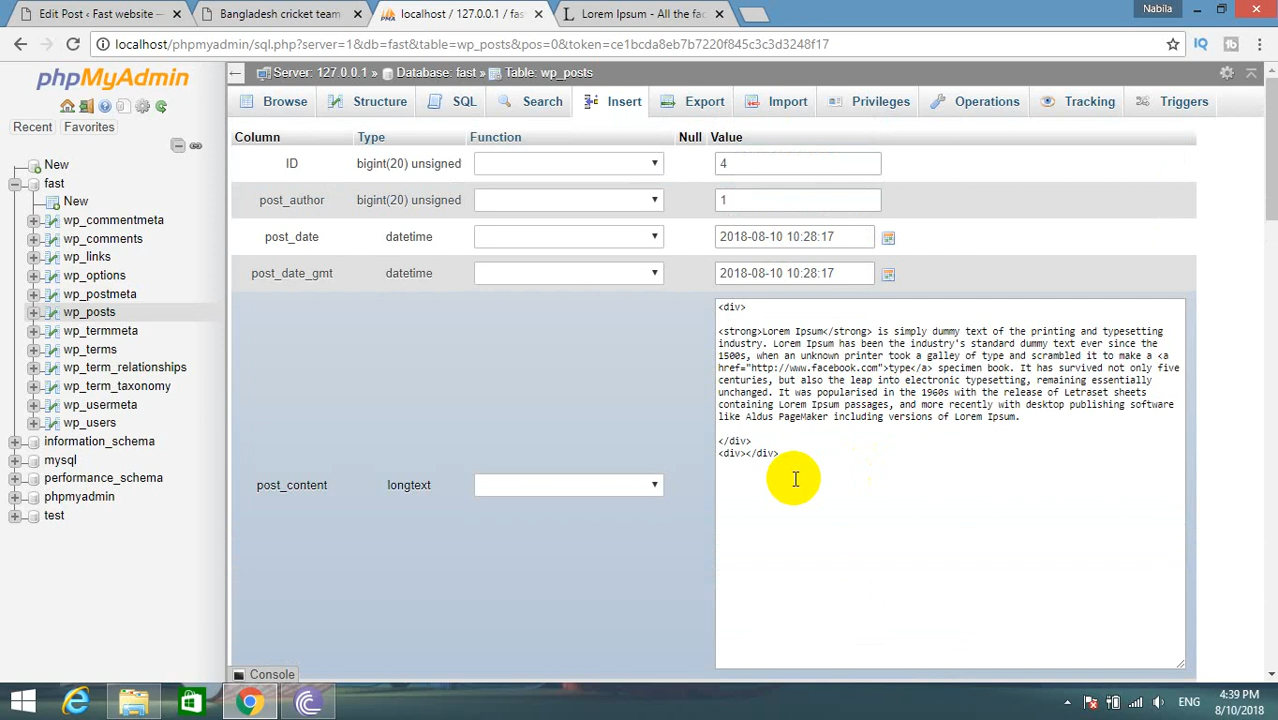 Edit Post < Fast website —
Bangladesh cricket team
localhost / 127.0.0.1 / fas
Lorem Ipsum - All the fac
Nabila
localhost/phpmyadmin/sql.php?server=1&db=fast&table=wp_posts&pos=0&token=ce1bcda8eb7b7220f845c3c3d3248f17
phpMyAdmin
Server: 127.0.0.1 » Database: fast » Table: wp_posts
Browse Structure SQL Search Insert Export Import Privileges Operations Tracking Triggers
Recent Favorites
New
fast
New
wp_commentmeta
wp_comments
wp_links
wp_options
wp_postmeta
wp_posts
wp_termmeta
wp_terms
wp_term_relationships
wp_term_taxonomy
wp_usermeta
wp_users
information_schema
mysql
performance_schema
phpmyadmin
test
Column Type Function Null Value
ID bigint(20) unsigned 4
post_author bigint(20) unsigned 1
post_date datetime 2018-08-10 10:28:17
post_date_gmt datetime 2018-08-10 10:28:17
post_content longtext
<div>
<strong>Lorem Ipsum</strong> is simply dummy text of the printing and typesetting
industry. Lorem Ipsum has been the industry's standard dummy text ever since the
1500s, when an unknown printer took a galley of type and scrambled it to make a <a
href="http://www.facebook.com">type</a> specimen book. It has survived not only five
centuries, but also the leap into electronic typesetting, remaining essentially
unchanged. It was popularised in the 1960s with the release of Letraset sheets
containing Lorem Ipsum passages, and more recently with desktop publishing software
like Aldus PageMaker including versions of Lorem Ipsum.
</div>
<div></div>
Console
ENG
4:39 PM
8/10/2018